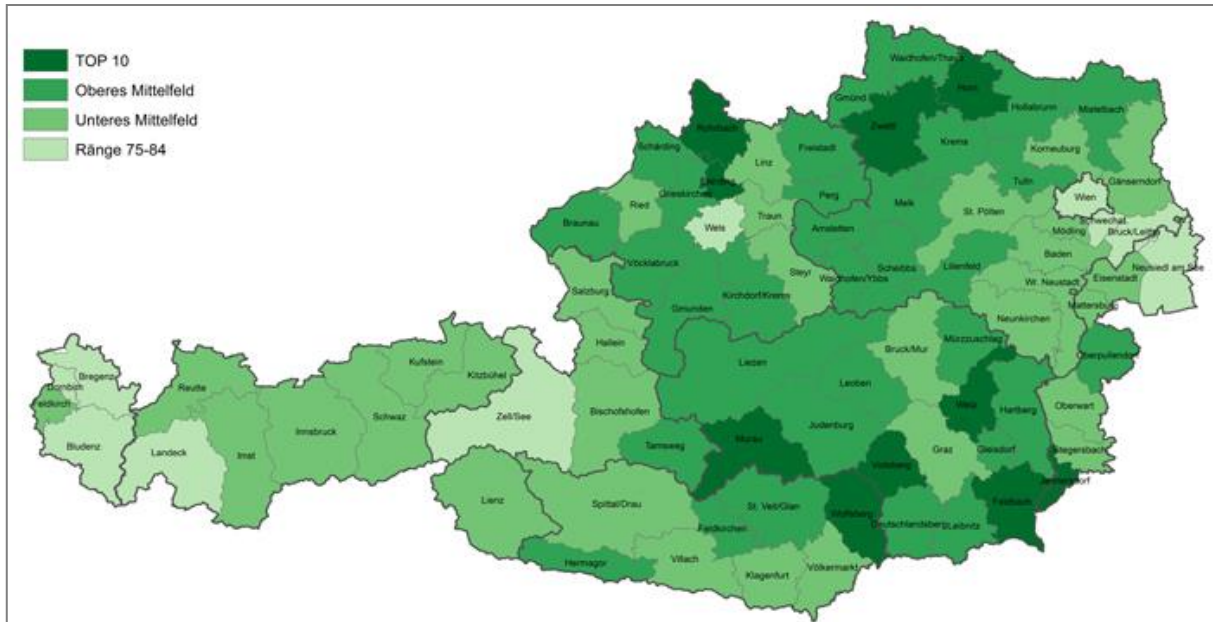 TOP 10
Oberes Mittelfeld
Unteres Mittelfeld
Ränge 75-84
Waidhofen/Thaya
Horn
Gmünd
Hollabrunn
Mistelbach
Zwettl
Rohrbach
Schärding
Linz
Freistadt
Krems
Korneuburg
Eferding
Grieskirchen
Perg
Tulln
Gänserndorf
Ried
Melk
St. Pölten
Wien
Braunau
Wels
Traun
Amstetten
Schwechat
Mödling
Bruck/Leitha
Vöcklabruck
Steyr
Scheibbs
Lilienfeld
Baden
Neusiedl am See
Waidhofen/Ybbs
Eisenstadt
Wr. Neustadt
Salzburg
Kirchdorf/Krems
Gmunden
Mattersburg
Neunkirchen
Hallein
Mürzzuschlag
Bruck/Mur
Oberpullendorf
Kufstein
Liezen
Bregenz
Kitzbühel
Leoben
Dornbirn
Reutte
Feldkirch
Weiz
Hartberg
Oberwart
Schwaz
Zell/See
Bischofshofen
Innsbruck
Judenburg
Bludenz
Landeck
Imst
Tamsweg
Murau
Voitsberg
Graz
Gleisdorf
Stegersbach
Jennersdorf
Lienz
Spittal/Drau
St. Veit/Glan
Wolfsberg
Feldbach
Feldkirchen
Deutschlandsberg
Leibnitz
Hermagor
Villach
Klagenfurt
Völkermarkt